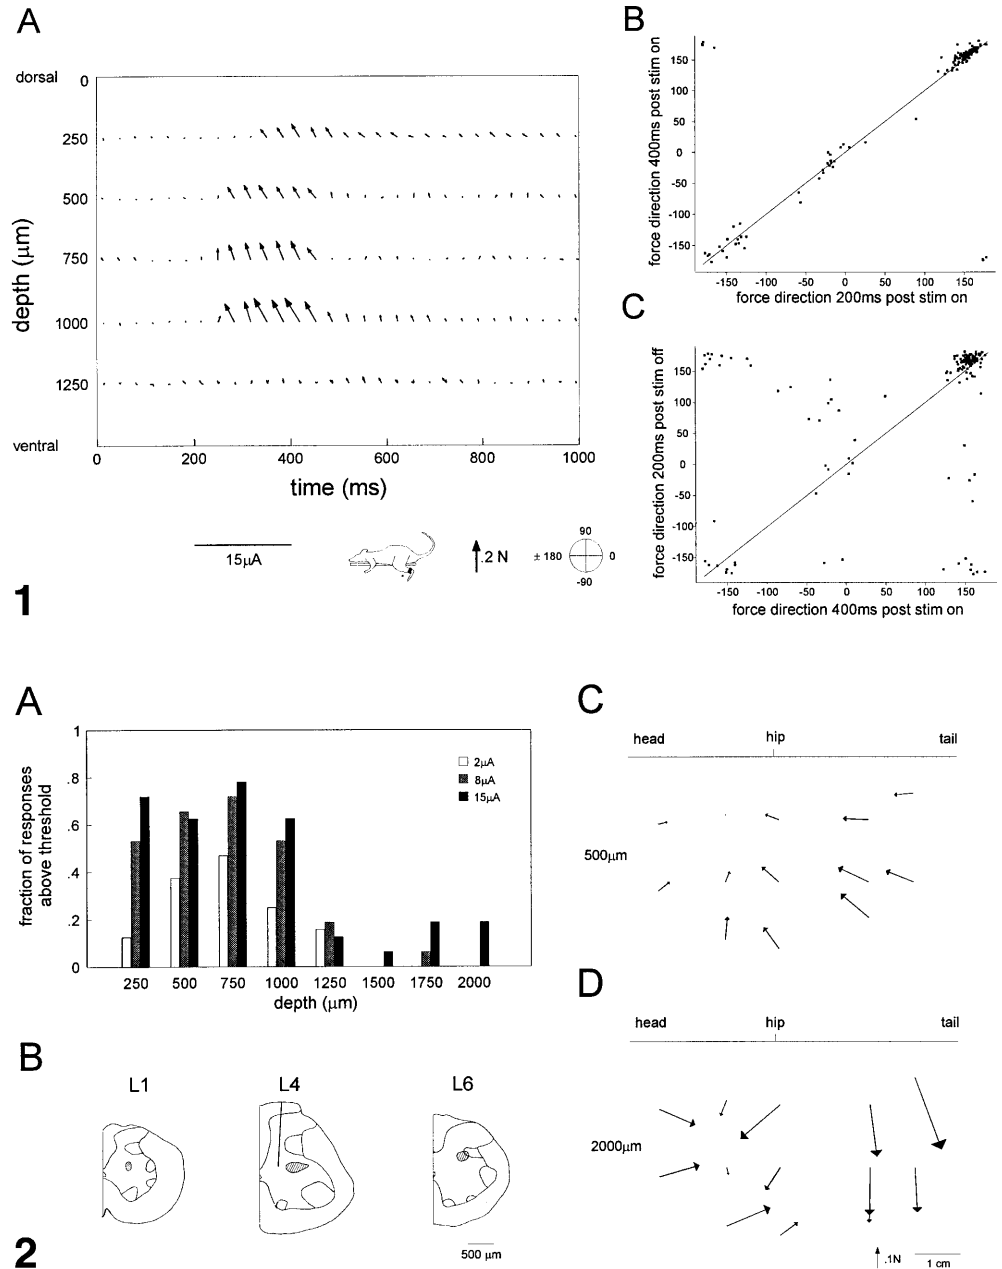 A
dorsal
0
250
500
750
1000
1250
ventral
depth (μm)
0 200 400 600 800 1000
time (ms)
15μA
.2 N
90
± 180 0
-90
1
B
force direction 400ms post stim on
150
100
50
0
-50
-100
-150
-150 -100 -50 0 50 100 150
force direction 200ms post stim on
C
force direction 200ms post stim off
150
100
50
0
-50
-100
-150
-150 -100 -50 0 50 100 150
force direction 400ms post stim on
A
fraction of responses
above threshold
1
.8
.6
.4
.2
0
2μA
8μA
15μA
250 500 750 1000 1250 1500 1750 2000
depth (μm)
B
L1 L4 L6
500 μm
2
C
head hip tail
500μm
D
head hip tail
2000μm
.1N 1 cm